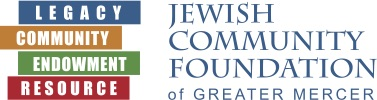 LEGACY
COMMUNITY
ENDOWMENT
RESOURCE
JEWISH
COMMUNITY
FOUNDATION
of GREATER MERCER